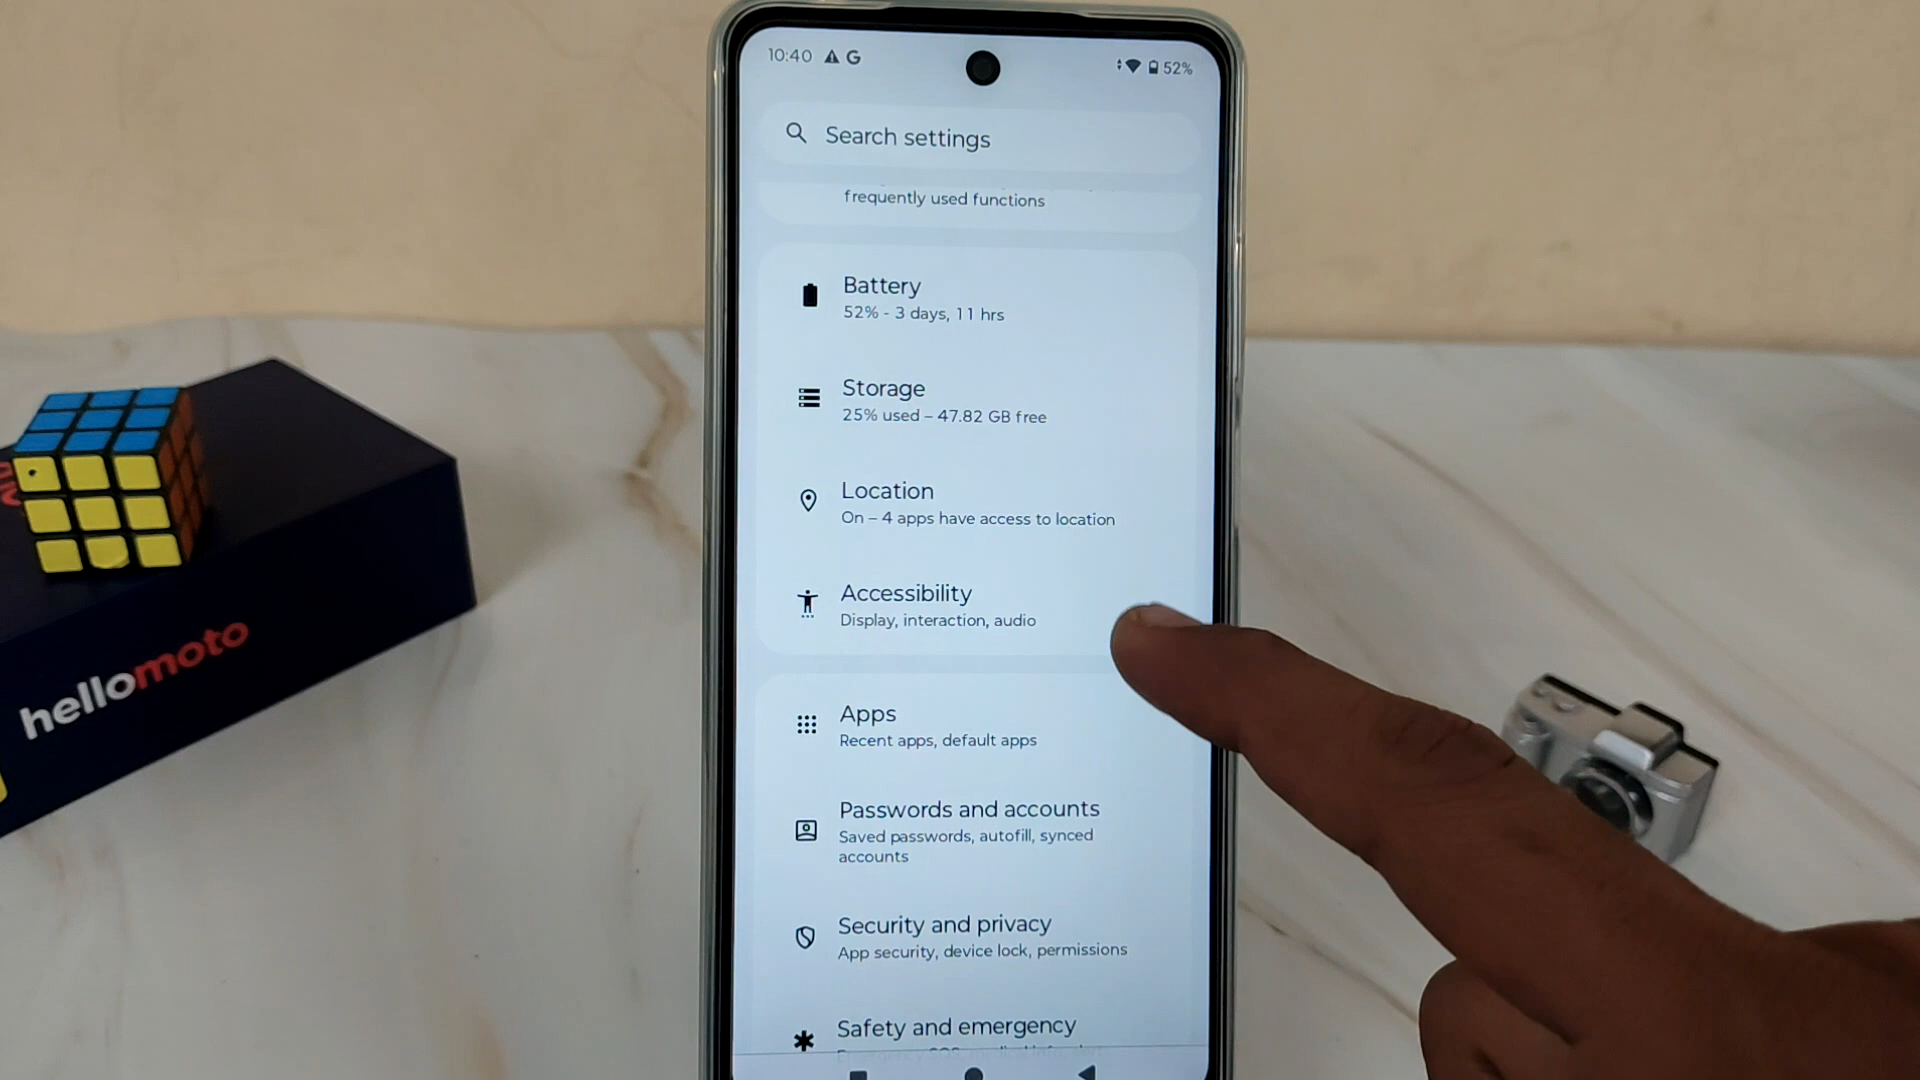 10:40 G
52%
Search settings
frequently used functions
Battery
52% - 3 days, 11 hrs
Storage
25% used – 47.82 GB free
Location
On – 4 apps have access to location
Accessibility
Display, interaction, audio
Apps
Recent apps, default apps
Passwords and accounts
Saved passwords, autofill, synced
accounts
Security and privacy
App security, device lock, permissions
Safety and emergency
hellomoto